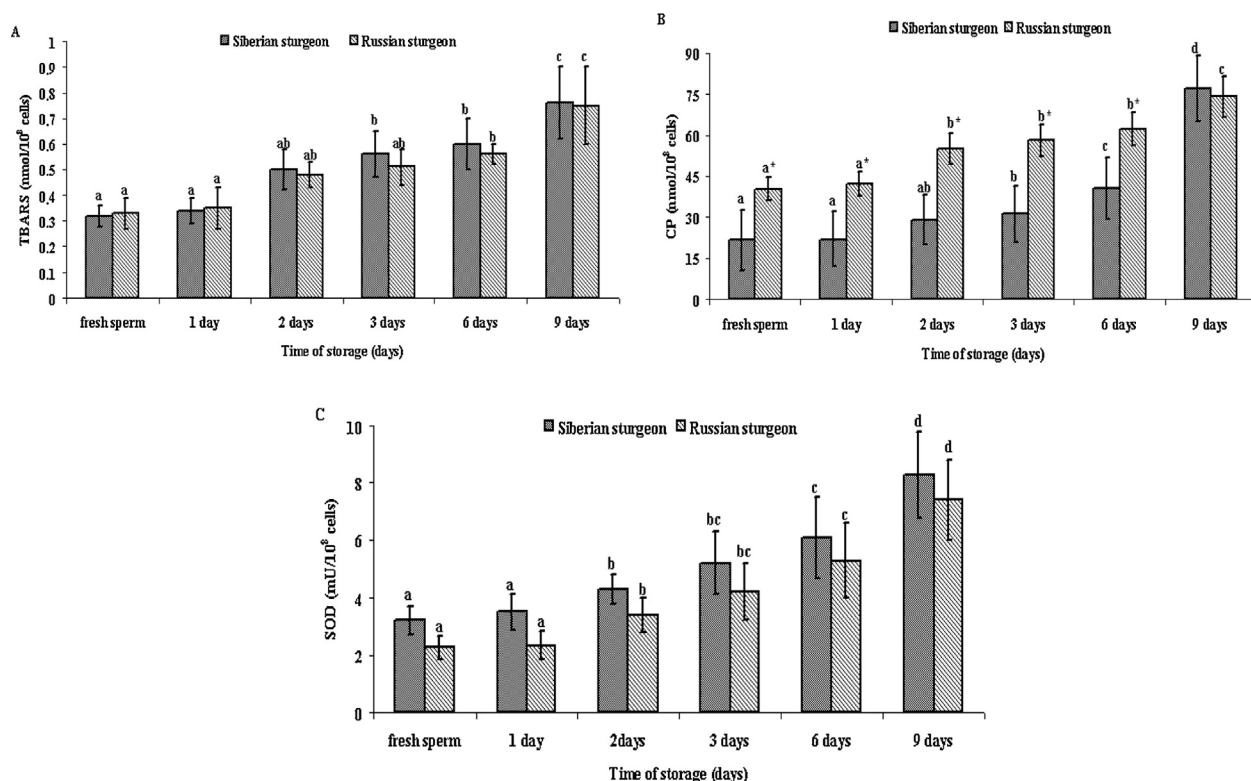 A
Siberian sturgeon Russian sturgeon
TBARS (nmol/10⁸ cells)
1
0,9
0,8
0,7
0,6
0,5
0,4
0,3
0,2
0,1
0
a a a a ab ab b ab b b c c
fresh sperm 1 day 2 days 3 days 6 days 9 days
Time of storage (days)
B
Siberian sturgeon Russian sturgeon
CP (nmol/10⁸ cells)
90
75
60
45
30
15
0
a a* a a* ab b* b b* c b* d c
fresh sperm 1 day 2 days 3 days 6 days 9 days
Time of storage (days)
C
Siberian sturgeon Russian sturgeon
SOD (mU/10⁸ cells)
10
8
6
4
2
0
a a a a b b bc bc c c d d
fresh sperm 1 day 2days 3 days 6 days 9 days
Time of storage (days)